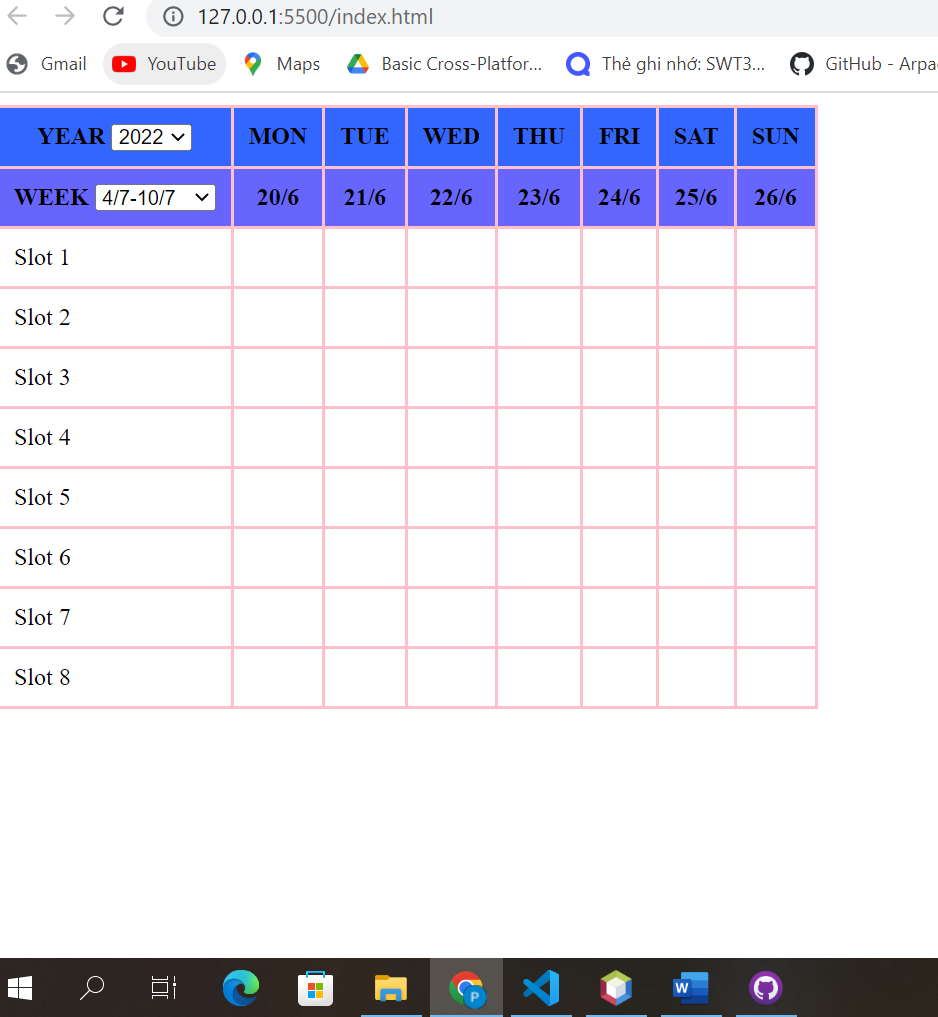 127.0.0.1:5500/index.html
Gmail YouTube Maps Basic Cross-Platfor... Thẻ ghi nhớ: SWT3... GitHub - Arpa
YEAR 2022 MON TUE WED THU FRI SAT SUN
WEEK 4/7-10/7 20/6 21/6 22/6 23/6 24/6 25/6 26/6
Slot 1
Slot 2
Slot 3
Slot 4
Slot 5
Slot 6
Slot 7
Slot 8
P W